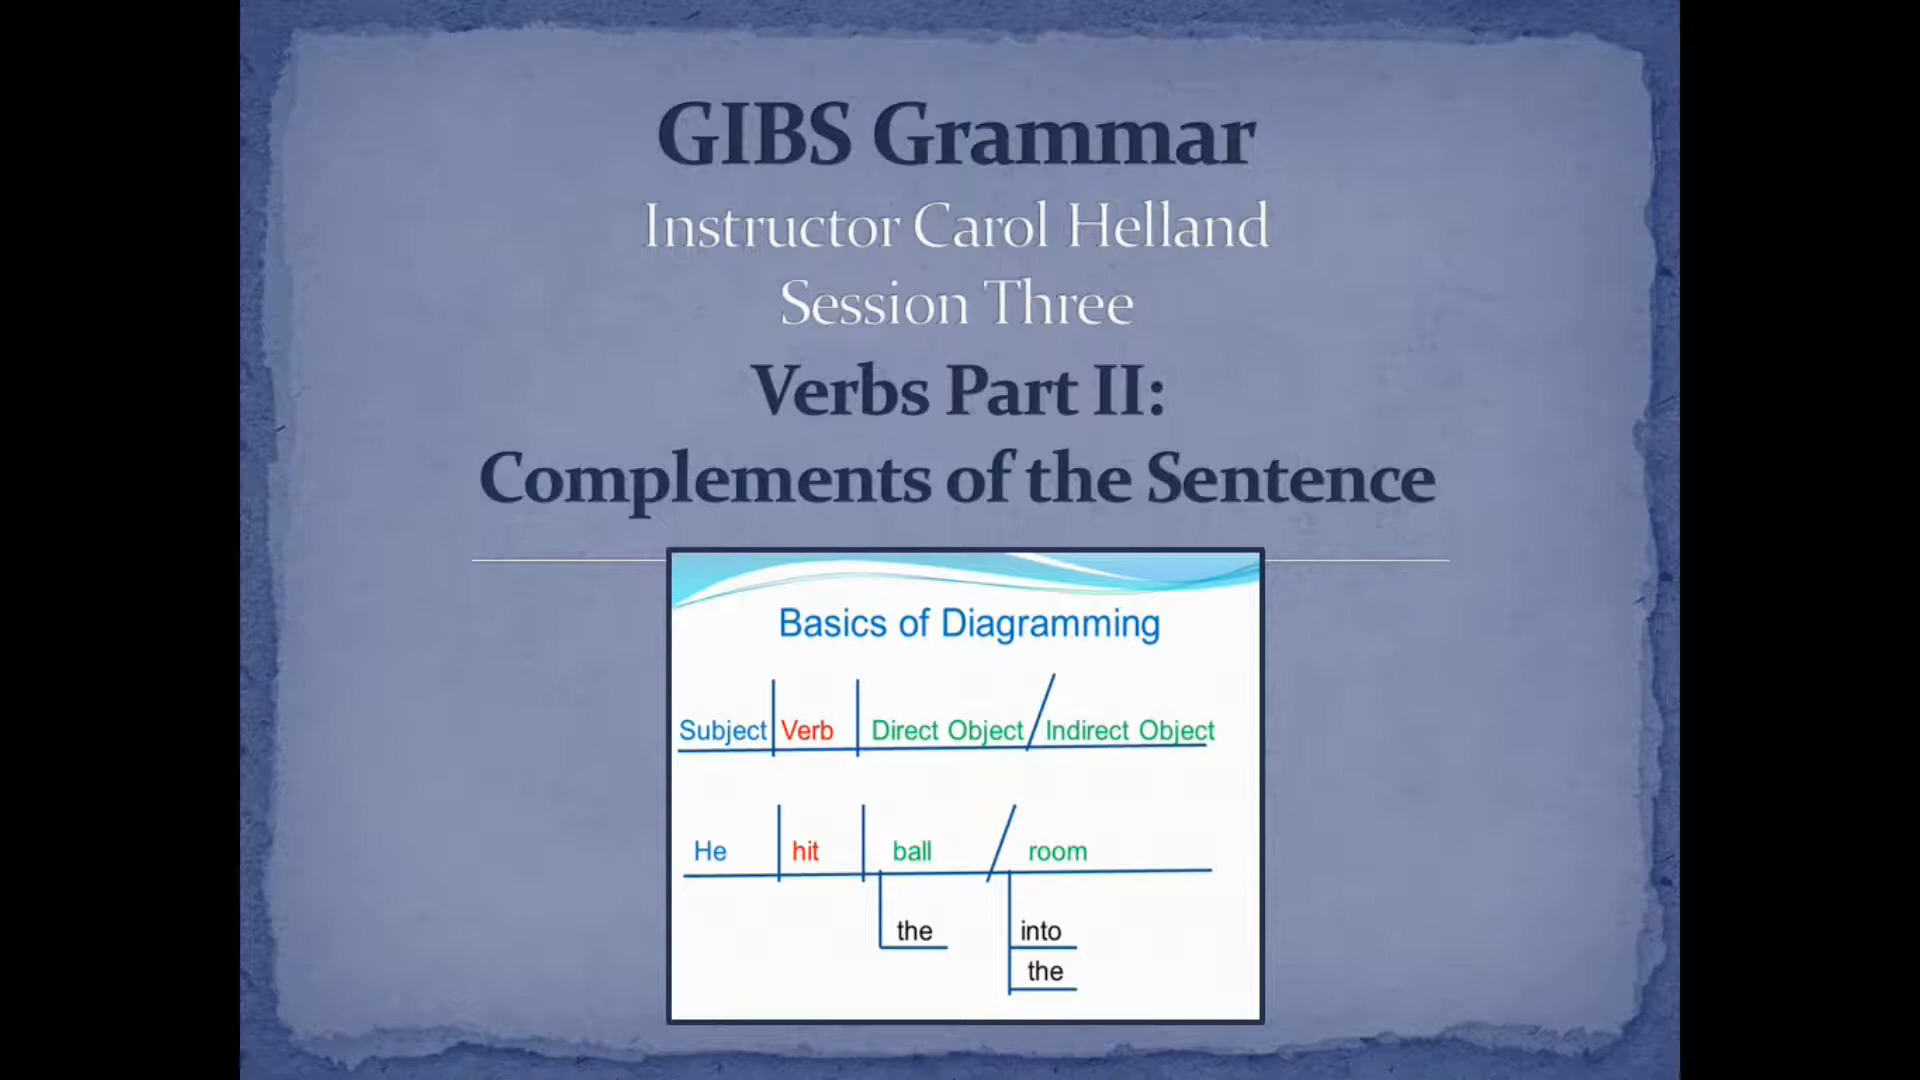 GIBS Grammar
Instructor Carol Helland
Session Three
Verbs Part II:
Complements of the Sentence
Basics of Diagramming
Subject Verb Direct Object Indirect Object
He hit ball room
the into
the